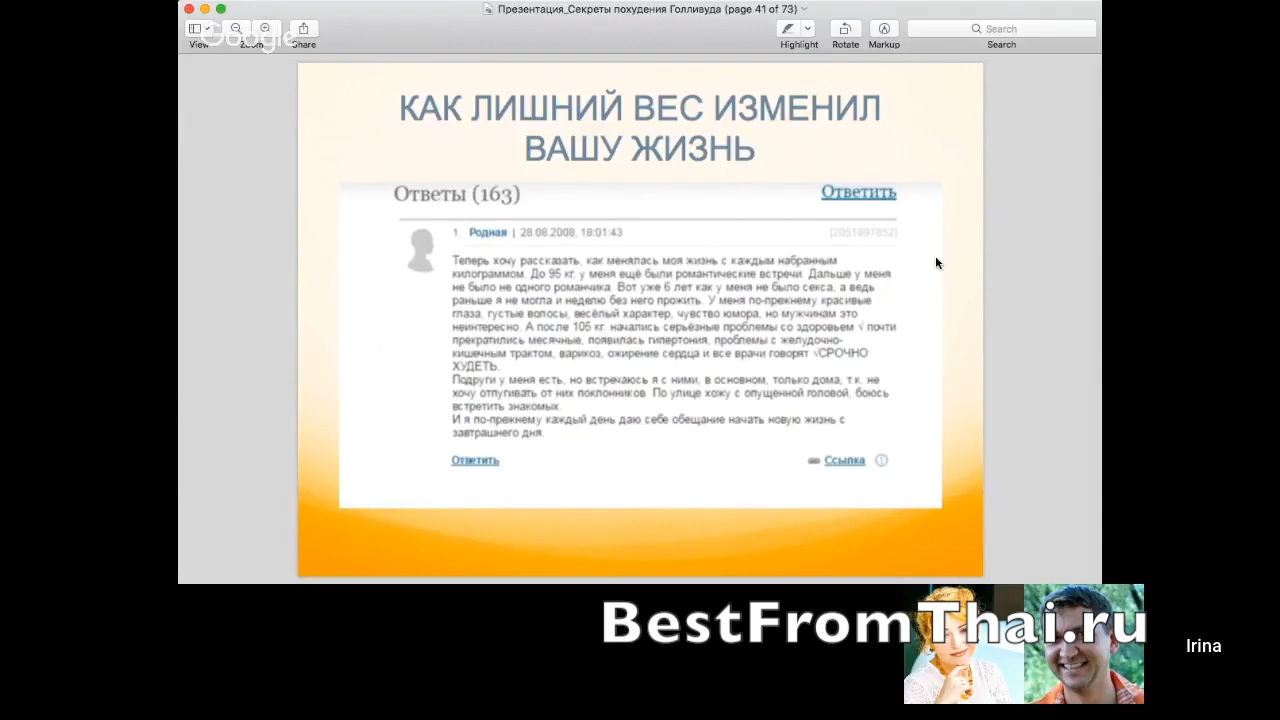 Презентация_Секреты похудения Голливуда (page 41 of 73)
Google
View Zoom Share Highlight Rotate Markup Search
Search
КАК ЛИШНИЙ ВЕС ИЗМЕНИЛ
ВАШУ ЖИЗНЬ
Ответы (163) Ответить
1. Родная | 28.08.2008, 18:01:43 [2051897852]
Теперь хочу рассказать, как менялась моя жизнь с каждым набранным
килограммом. До 95 кг. у меня ещё были романтические встречи. Дальше у меня
не было не одного романчика. Вот уже 6 лет как у меня не было секса, а ведь
раньше я не могла и неделю без него прожить. У меня по-прежнему красивые
глаза, густые волосы, весёлый характер, чувство юмора, но мужчинам это
неинтересно. А после 105 кг. начались серьёзные проблемы со здоровьем √ почти
прекратились месячные, появилась гипертония, проблемы с желудочно-
кишечным трактом, варикоз, ожирение сердца и все врачи говорят √СРОЧНО
ХУДЕТЬ.
Подруги у меня есть, но встречаюсь я с ними, в основном, только дома, т.к. не
хочу отпугивать от них поклонников. По улице хожу с опущенной головой, боюсь
встретить знакомых.
И я по-прежнему каждый день даю себе обещание начать новую жизнь с
завтрашнего дня.
Ответить Ссылка
BestFromThai.ru
Irina